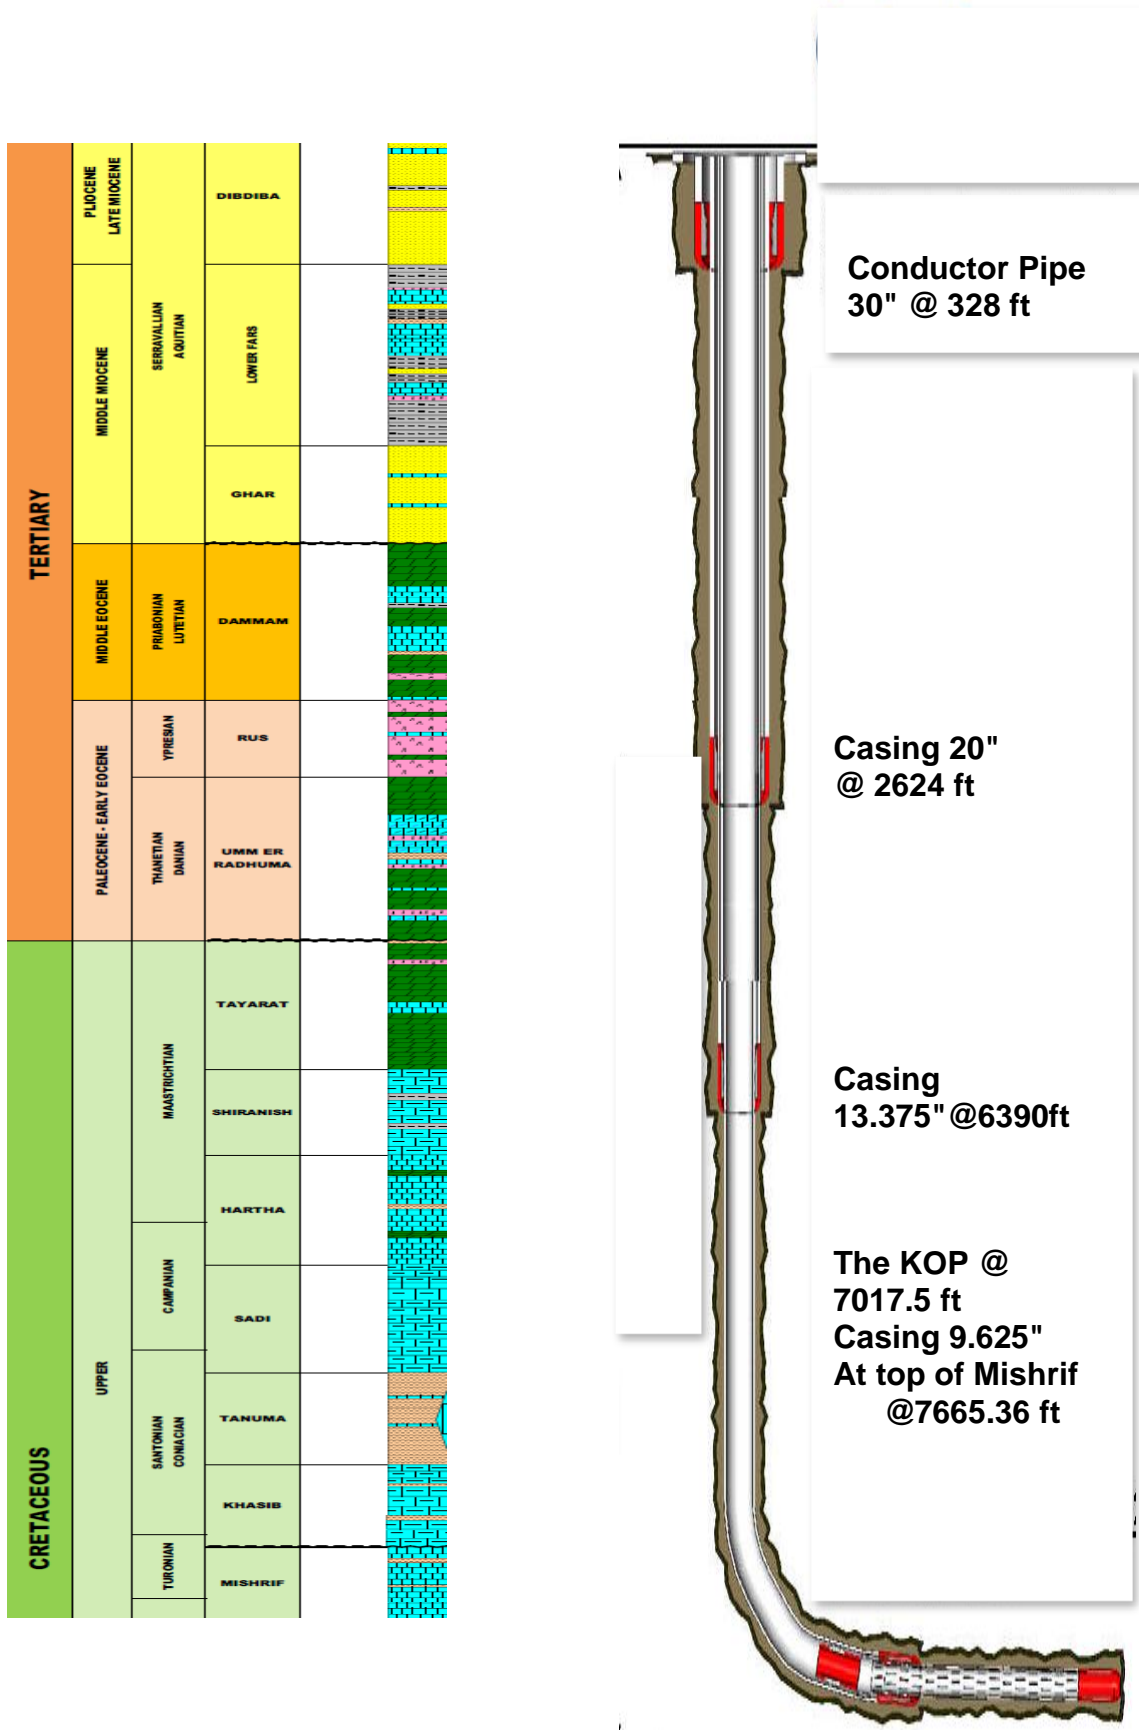 TERTIARY
CRETACEOUS
PLIOCENE
LATE MIOCENE
MIDDLE MIOCENE
MIDDLE EOCENE
PALEOCENE - EARLY EOCENE
UPPER
SERRAVALLIAN
AQUITIAN
PRIABONIAN
LUTETIAN
YPRESIAN
THANETIAN
DANIAN
MAASTRICHTIAN
CAMPANIAN
SANTONIAN
CONIACIAN
TURONIAN
DIBDIBA
LOWER FARS
GHAR
DAMMAM
RUS
UMM ER
RADHUMA
TAYARAT
SHIRANISH
HARTHA
SADI
TANUMA
KHASIB
MISHRIF
Conductor Pipe
30" @ 328 ft
Casing 20"
@ 2624 ft
Casing
13.375"@6390ft
The KOP @
7017.5 ft
Casing 9.625"
At top of Mishrif
@7665.36 ft